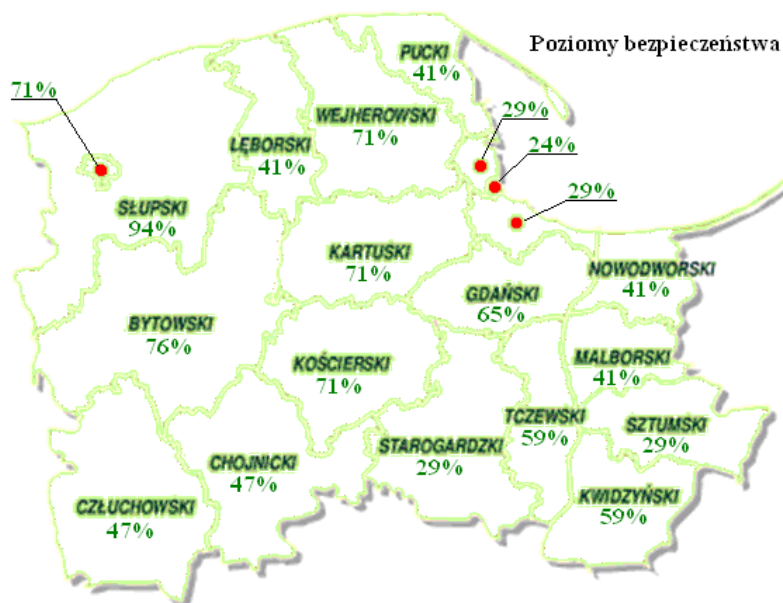 Poziomy bezpieczeństwa
PUCKI
41%
71%
WEJHEROWSKI
71%
29%
LĘBORSKI
41%
24%
SŁUPSKI
94%
29%
KARTUSKI
71%
NOWODWORSKI
41%
GDAŃSKI
65%
BYTOWSKI
76%
KOŚCIERSKI
71%
MALBORSKI
41%
TCZEWSKI
59%
SZTUMSKI
29%
STAROGARDZKI
29%
CHOJNICKI
47%
KWIDZYŃSKI
59%
CZŁUCHOWSKI
47%